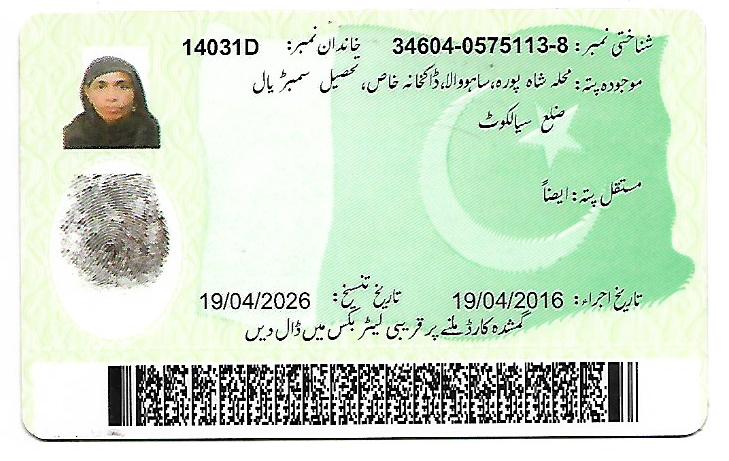 شناختی نمبر: 34604-0575113-8 خاندان نمبر: 14031D
موجودہ پتہ: محلہ شاہ پورہ، ساہووالا، ڈاکخانہ خاص، تحصیل سمبڑیال
ضلع سیالکوٹ
مستقل پتہ: ایضاً
تاریخ اجراء: 19/04/2016 تاریخ تنسیخ: 19/04/2026
گمشدہ کارڈ ملنے پر قریبی لیٹر بکس میں ڈال دیں